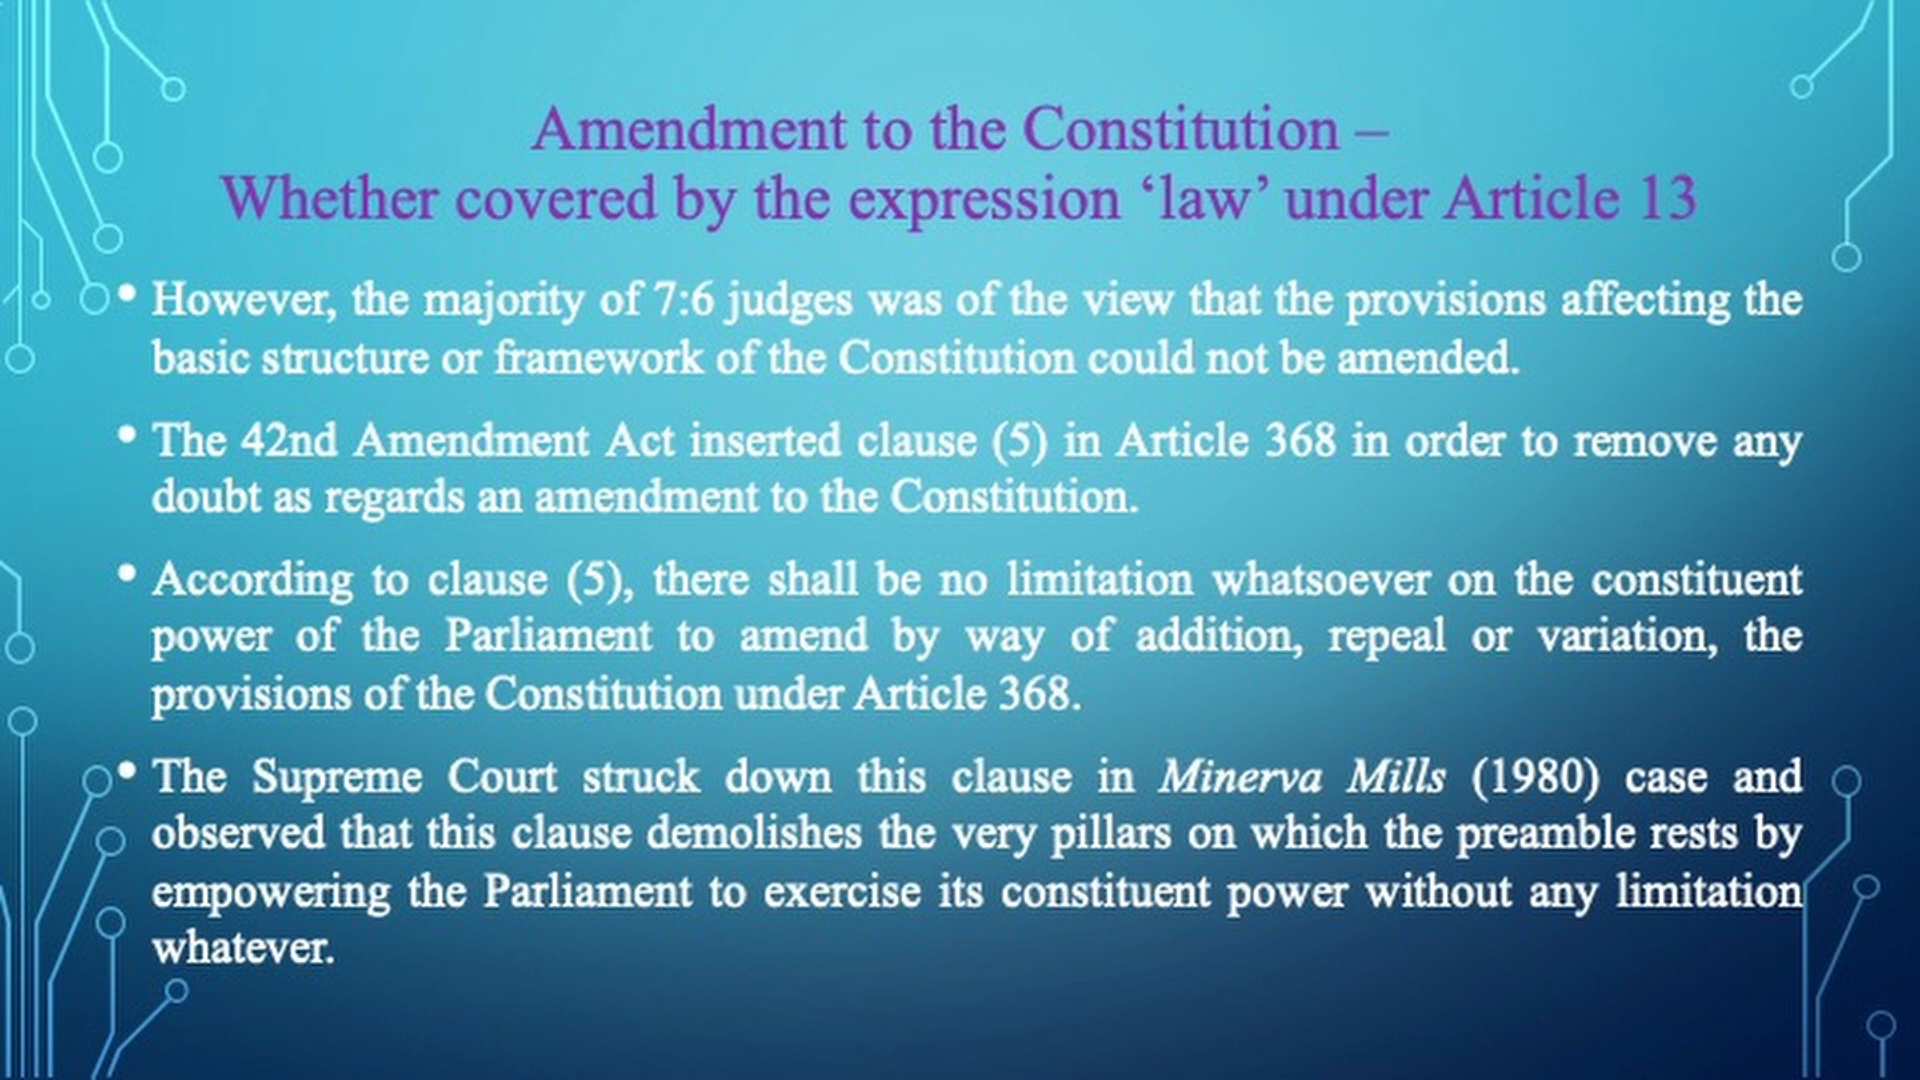 Amendment to the Constitution –
Whether covered by the expression ‘law’ under Article 13
• However, the majority of 7:6 judges was of the view that the provisions affecting the
basic structure or framework of the Constitution could not be amended.
• The 42nd Amendment Act inserted clause (5) in Article 368 in order to remove any
doubt as regards an amendment to the Constitution.
• According to clause (5), there shall be no limitation whatsoever on the constituent
power of the Parliament to amend by way of addition, repeal or variation, the
provisions of the Constitution under Article 368.
• The Supreme Court struck down this clause in Minerva Mills (1980) case and
observed that this clause demolishes the very pillars on which the preamble rests by
empowering the Parliament to exercise its constituent power without any limitation
whatever.